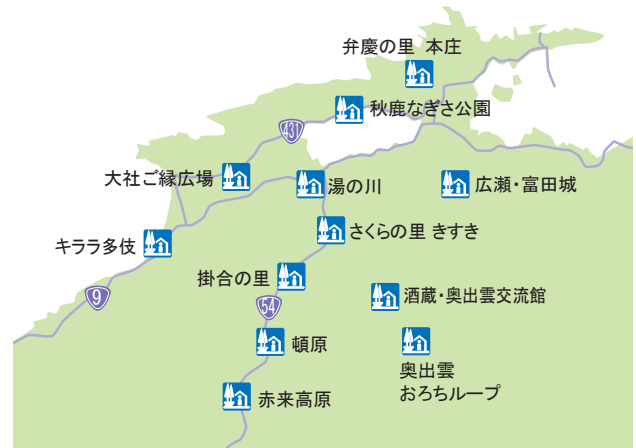 弁慶の里 本庄
秋鹿なぎさ公園
431
大社ご縁広場
湯の川
広瀬・富田城
さくらの里 きすき
キララ多伎
掛合の里
9
54
酒蔵・奥出雲交流館
頓原
奥出雲
おろちループ
赤来高原